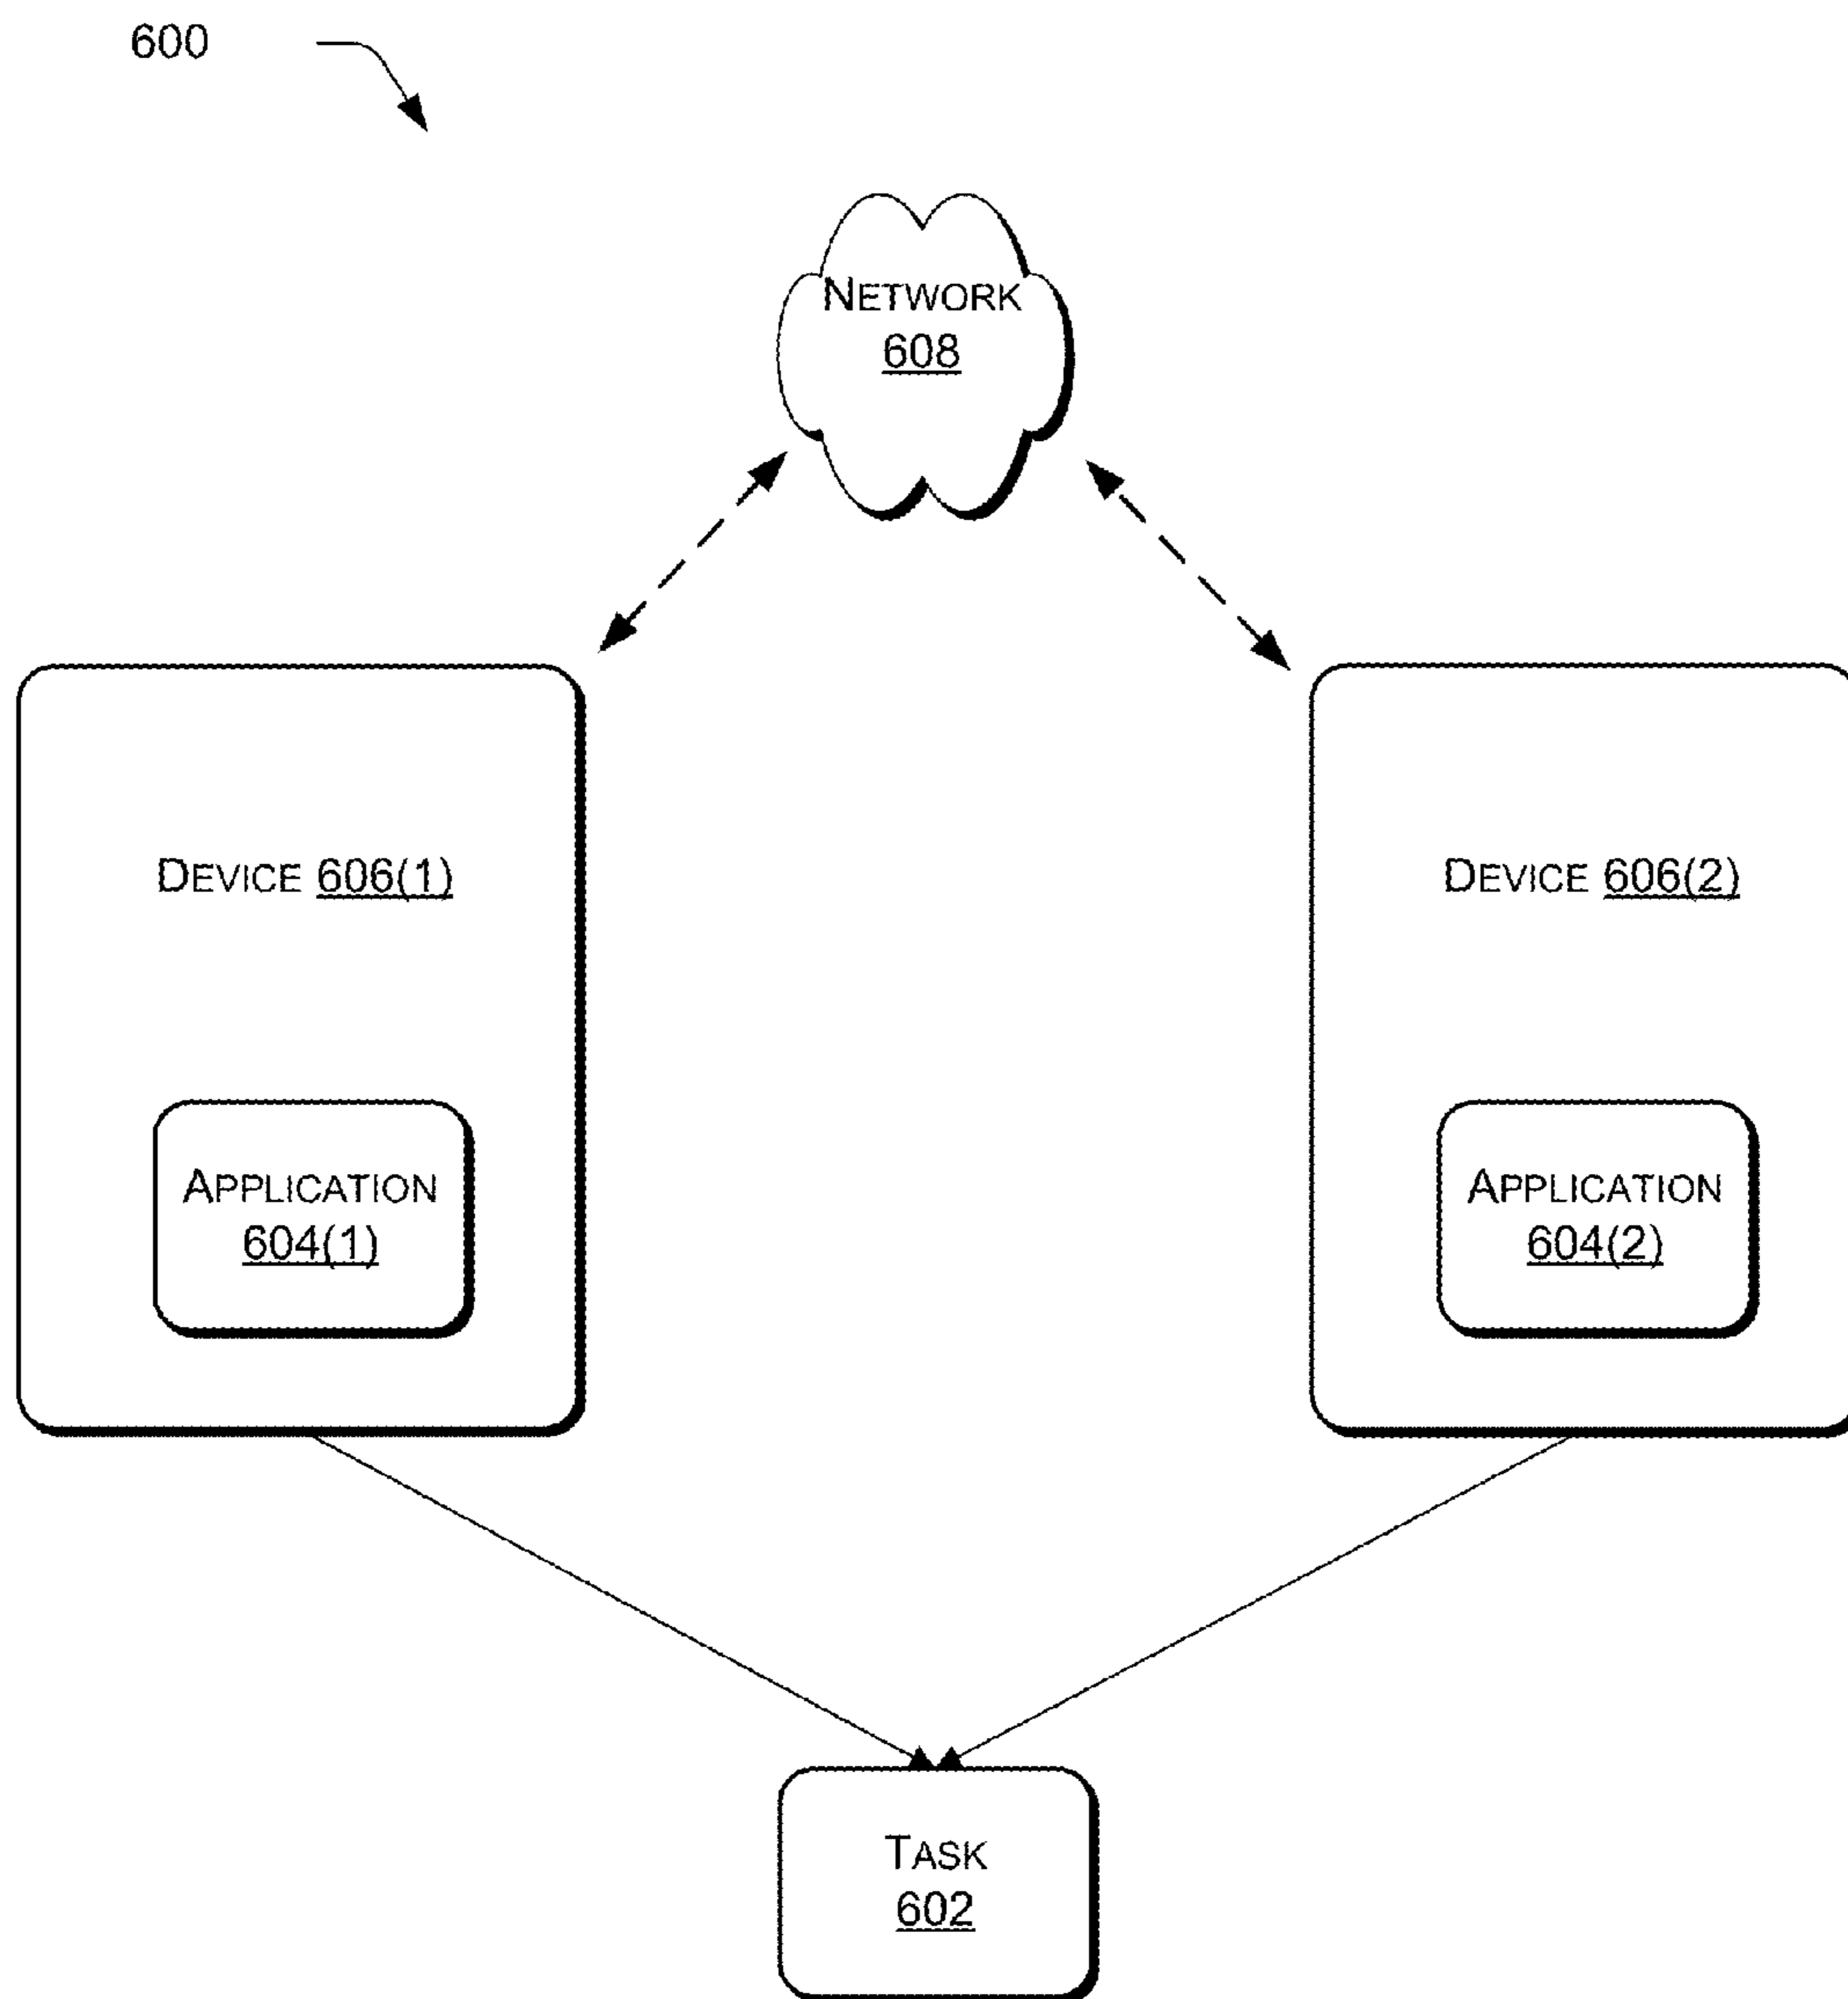 600
NETWORK
608
DEVICE 606(1)
DEVICE 606(2)
APPLICATION
604(1)
APPLICATION
604(2)
TASK
602